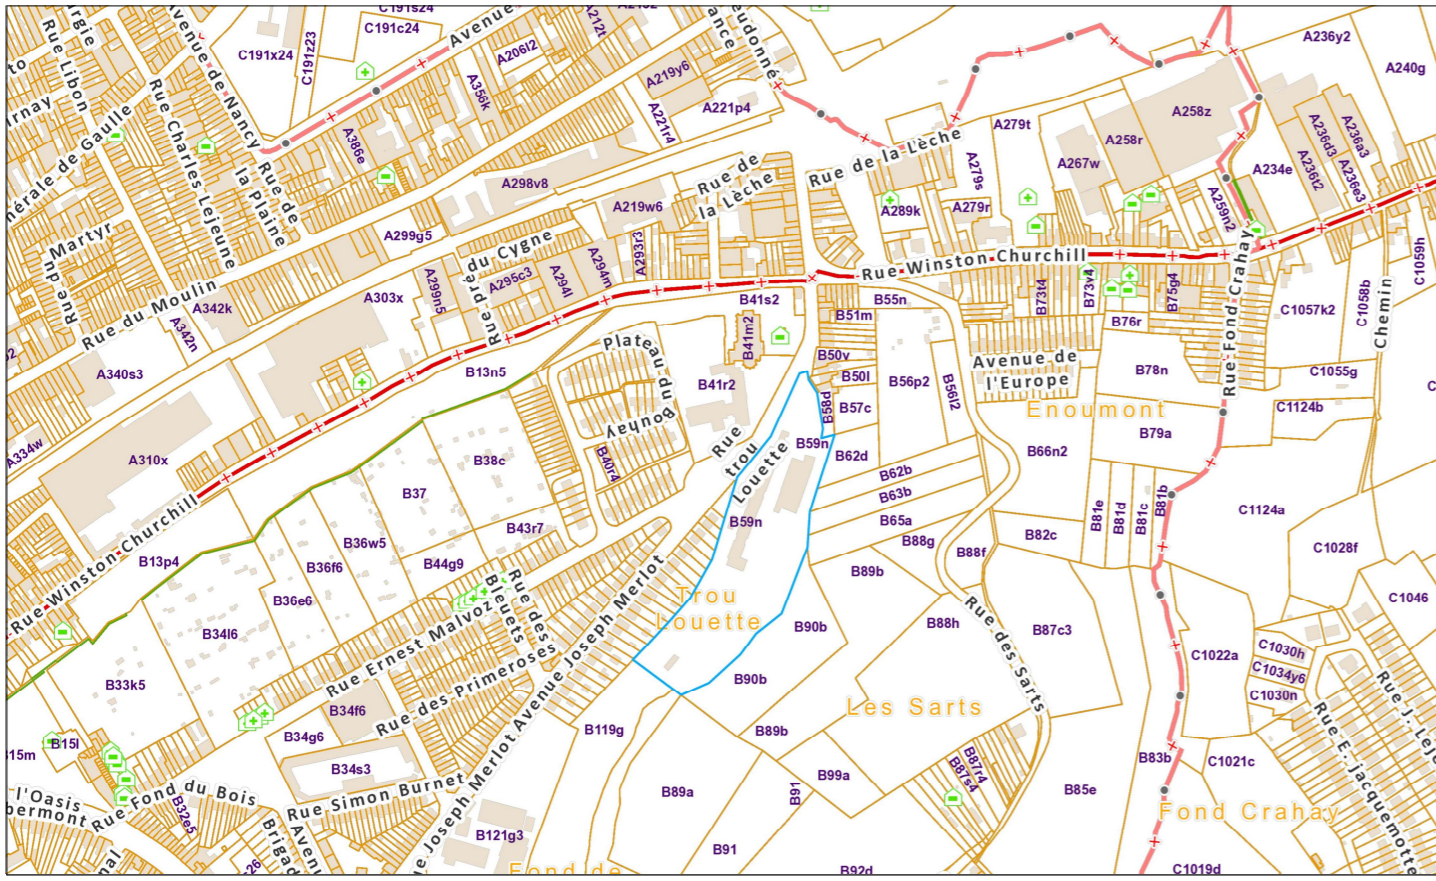 C191s24
C191c24
C191x24
C191z23
Avenue
A206l2
A212t
A356k
A219y6
A221r4
A221p4
A386e
Rue Libon
Avenue de Nancy
Rue Charles Lejeune
Rue de
la Plaine
Rue du Martyr
Rue du Moulin
A298v8
A219w6
A299g5
Rue de
la Lèche
Rue de la Lèche
A279t
A279s
A279r
A289k
A267w
A258r
A258z
A259n2
A234e
A236y2
A240g
A236d3
A236a3
A236t2
A236e3
Rue pré du Cygne
A295c3
A294l
A294m
A293r3
A299n5
A303x
A342k
A342n
A340s3
A334w
A310x
Rue Winston Churchill
Rue Winston Churchill
B41s2
B41m2
B41r2
B51m
B55n
B50v
B50l
B57c
B58d
B56p2
B56l2
B73t4
B73v4
B75g4
B76r
B78n
B79a
Avenue de
l'Europe
Enoumont
Rue Fond Crahay
C1057k2
C1058b
C1059h
Chemin
C1055g
C1124b
C1124a
C1028f
C1046
B13n5
B13p4
Plateau du
Bonhay
B40r4
Rue
trou
Louette
B59n
B59n
B62d
B62b
B63b
B65a
B88g
B88f
B66n2
B82c
B81e
B81d
B81c
B81b
B38c
B37
B43r7
B36w5
B44g9
B36f6
B36e6
B34l6
B33k5
Rue Ernest Malvoz
Rue des
Bleuets
Rue des Primeroses
Avenue Joseph Merlot
Trou
Louette
B89b
B90b
B90b
B88h
B87c3
Rue des Sarts
Les Sarts
C1022a
C1030h
C1034y6
C1030n
Rue E. jacquemotte
B34f6
B34g6
B34s3
B15l
B15m
B32e5
Rue Fond du Bois
l'Oasis
Rue Simon Burnet
Joseph Merlot Avenue
B121g3
B119g
B89b
B89a
B91
B91
B99a
B87r4
B87s4
B85e
B83b
C1021c
Fond Crahay
C1019d
B92d
Fond de